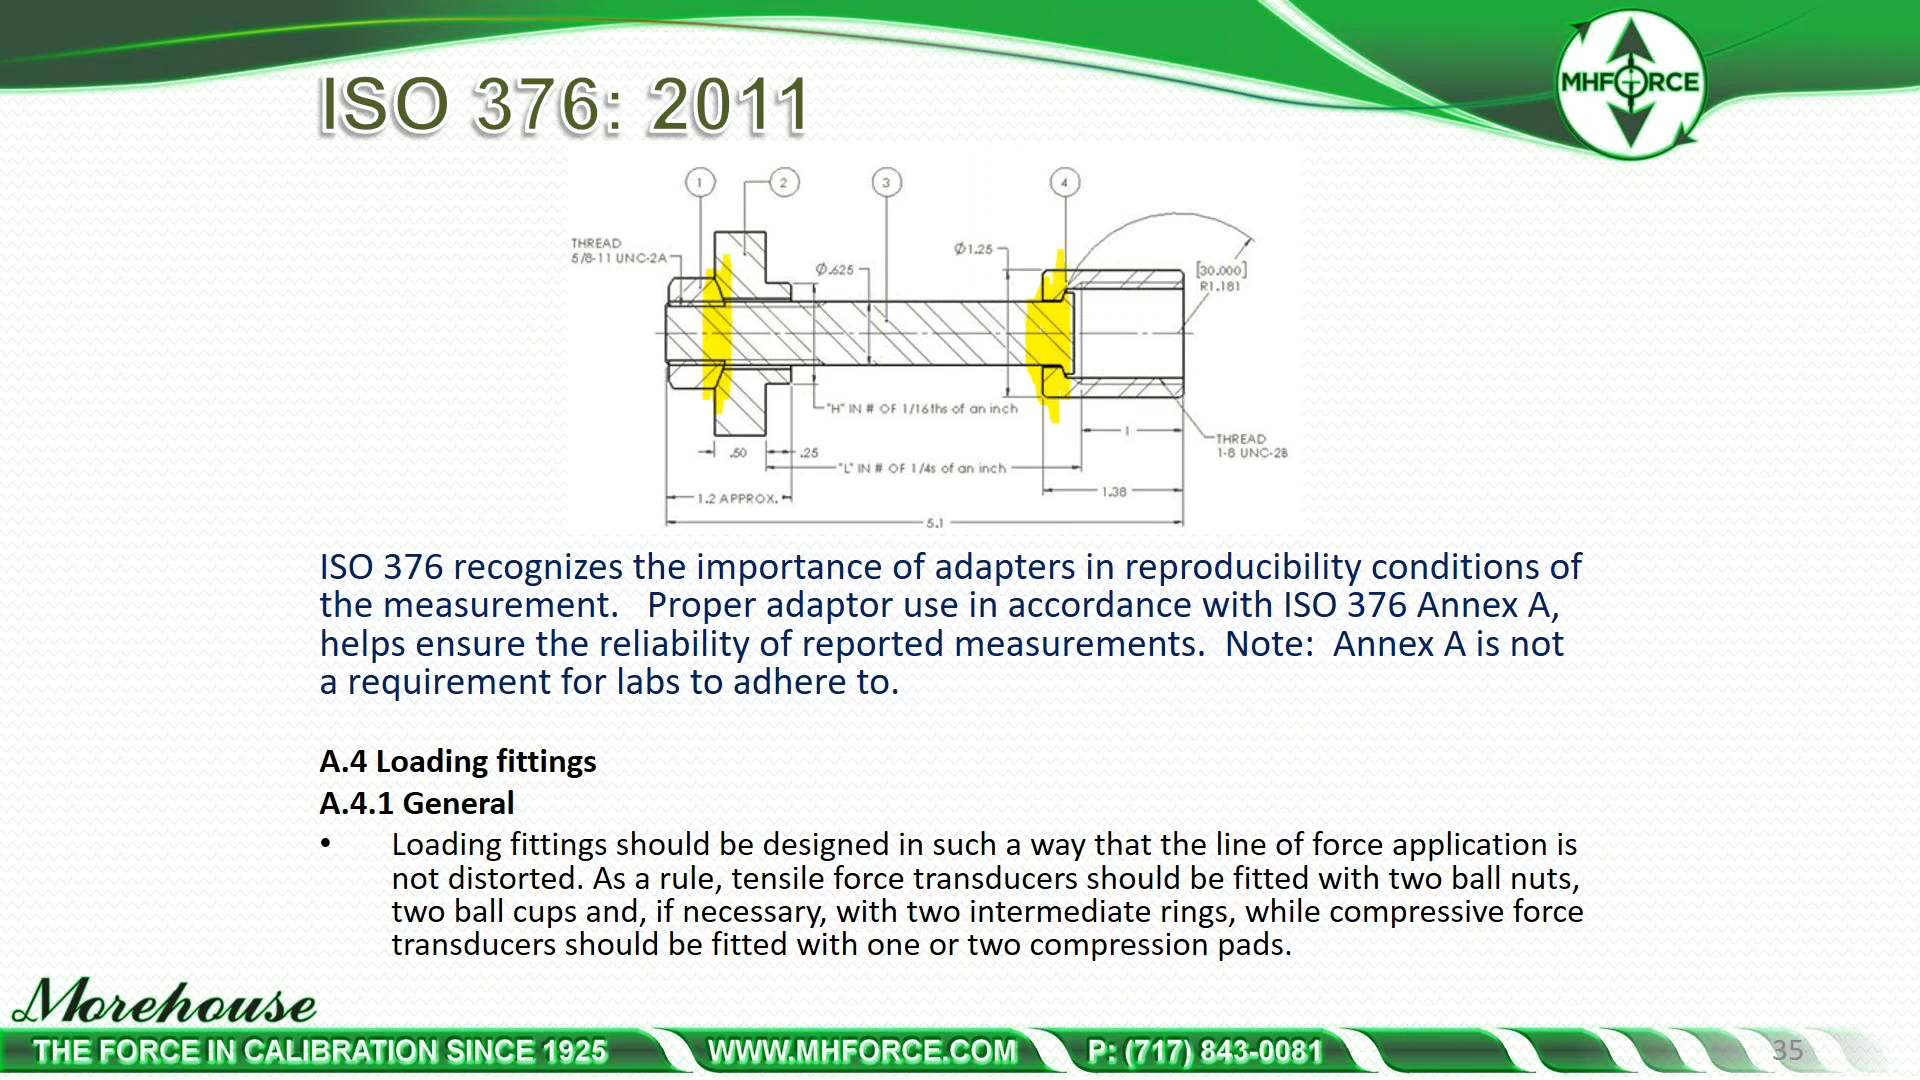 ISO 376: 2011
MHFORCE
1
2
3
4
THREAD
5/8-11 UNC-2A
Ø.625
Ø1.25
[30.000]
R1.181
"H" IN # OF 1/16ths of an inch
1
THREAD
1-8 UNC-2B
.50
.25
"L" IN # OF 1/4s of an inch
1.2 APPROX.
1.38
5.1
ISO 376 recognizes the importance of adapters in reproducibility conditions of
the measurement. Proper adaptor use in accordance with ISO 376 Annex A,
helps ensure the reliability of reported measurements. Note: Annex A is not
a requirement for labs to adhere to.
A.4 Loading fittings
A.4.1 General
• Loading fittings should be designed in such a way that the line of force application is
not distorted. As a rule, tensile force transducers should be fitted with two ball nuts,
two ball cups and, if necessary, with two intermediate rings, while compressive force
transducers should be fitted with one or two compression pads.
Morehouse
THE FORCE IN CALIBRATION SINCE 1925
WWW.MHFORCE.COM
P: (717) 843-0081
35